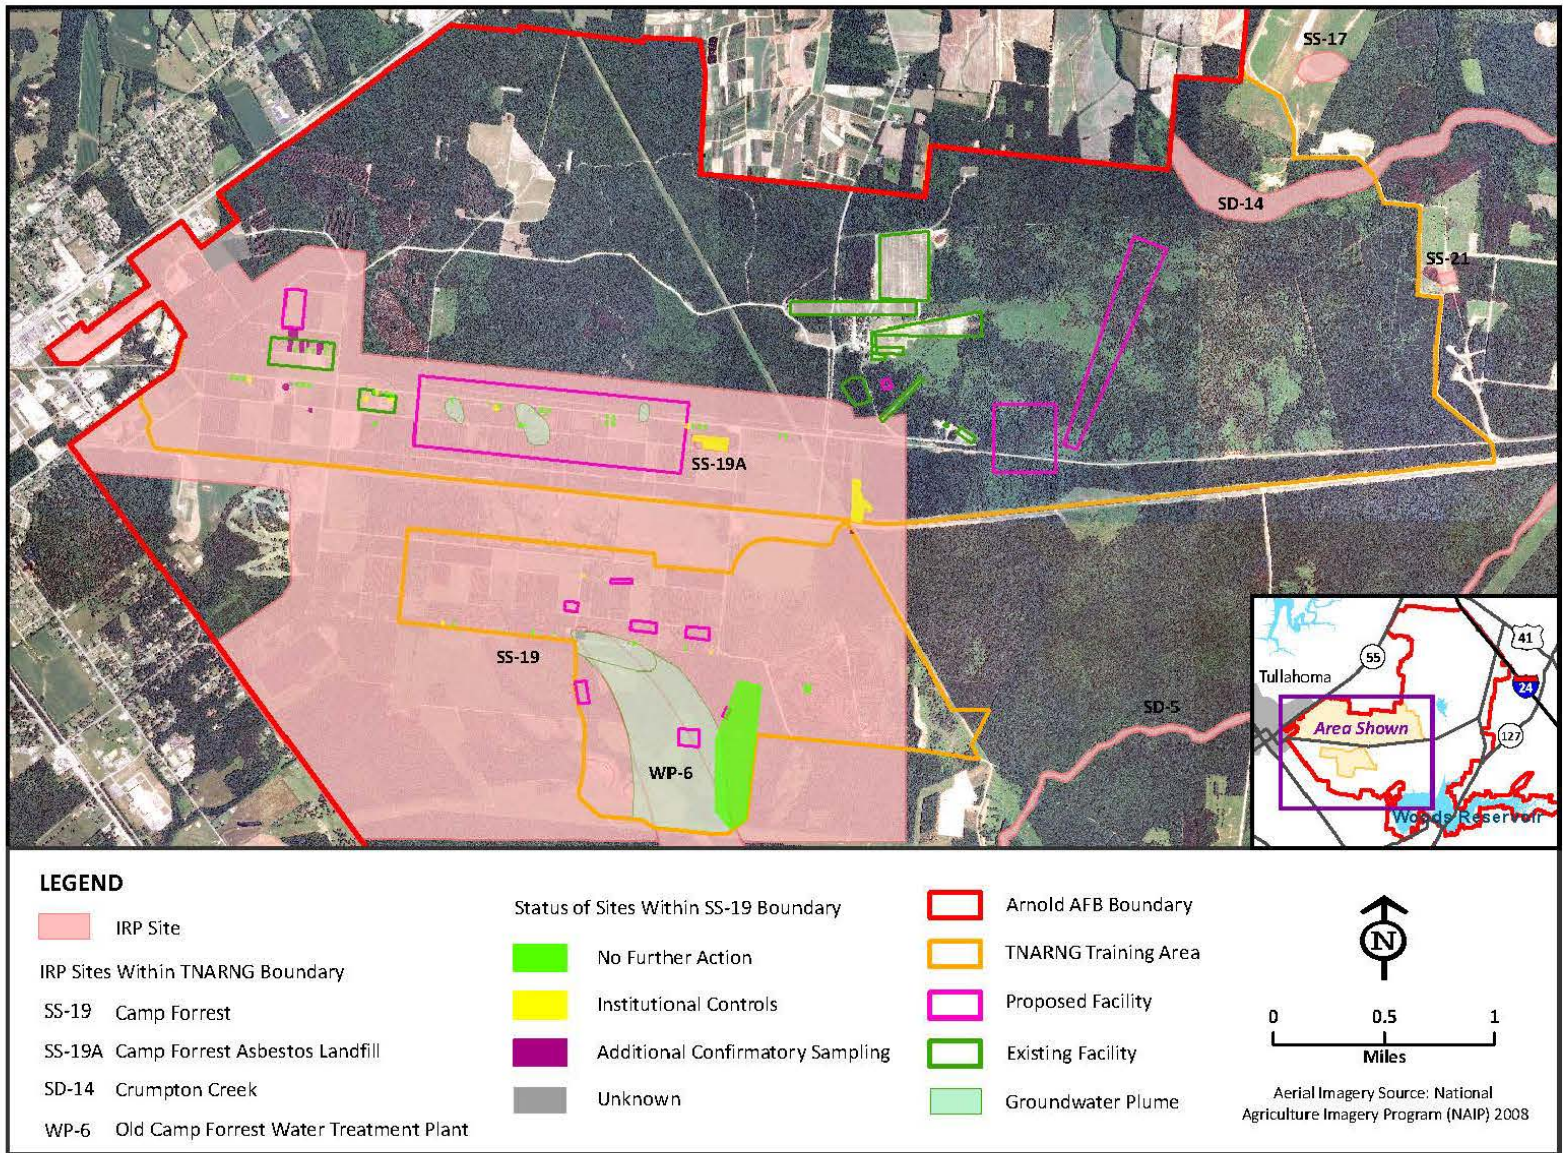 SS-17
SD-14
SS-21
SS-19A
SS-19
SD-5
WP-6
41
55
Tullahoma
24
Area Shown
127
Woods Reservoir
LEGEND
IRP Site
IRP Sites Within TNARNG Boundary
SS-19 Camp Forrest
SS-19A Camp Forrest Asbestos Landfill
SD-14 Crumpton Creek
WP-6 Old Camp Forrest Water Treatment Plant
Status of Sites Within SS-19 Boundary
No Further Action
Institutional Controls
Additional Confirmatory Sampling
Unknown
Arnold AFB Boundary
TNARNG Training Area
Proposed Facility
Existing Facility
Groundwater Plume
N
0 0.5 1
Miles
Aerial Imagery Source: National
Agriculture Imagery Program (NAIP) 2008